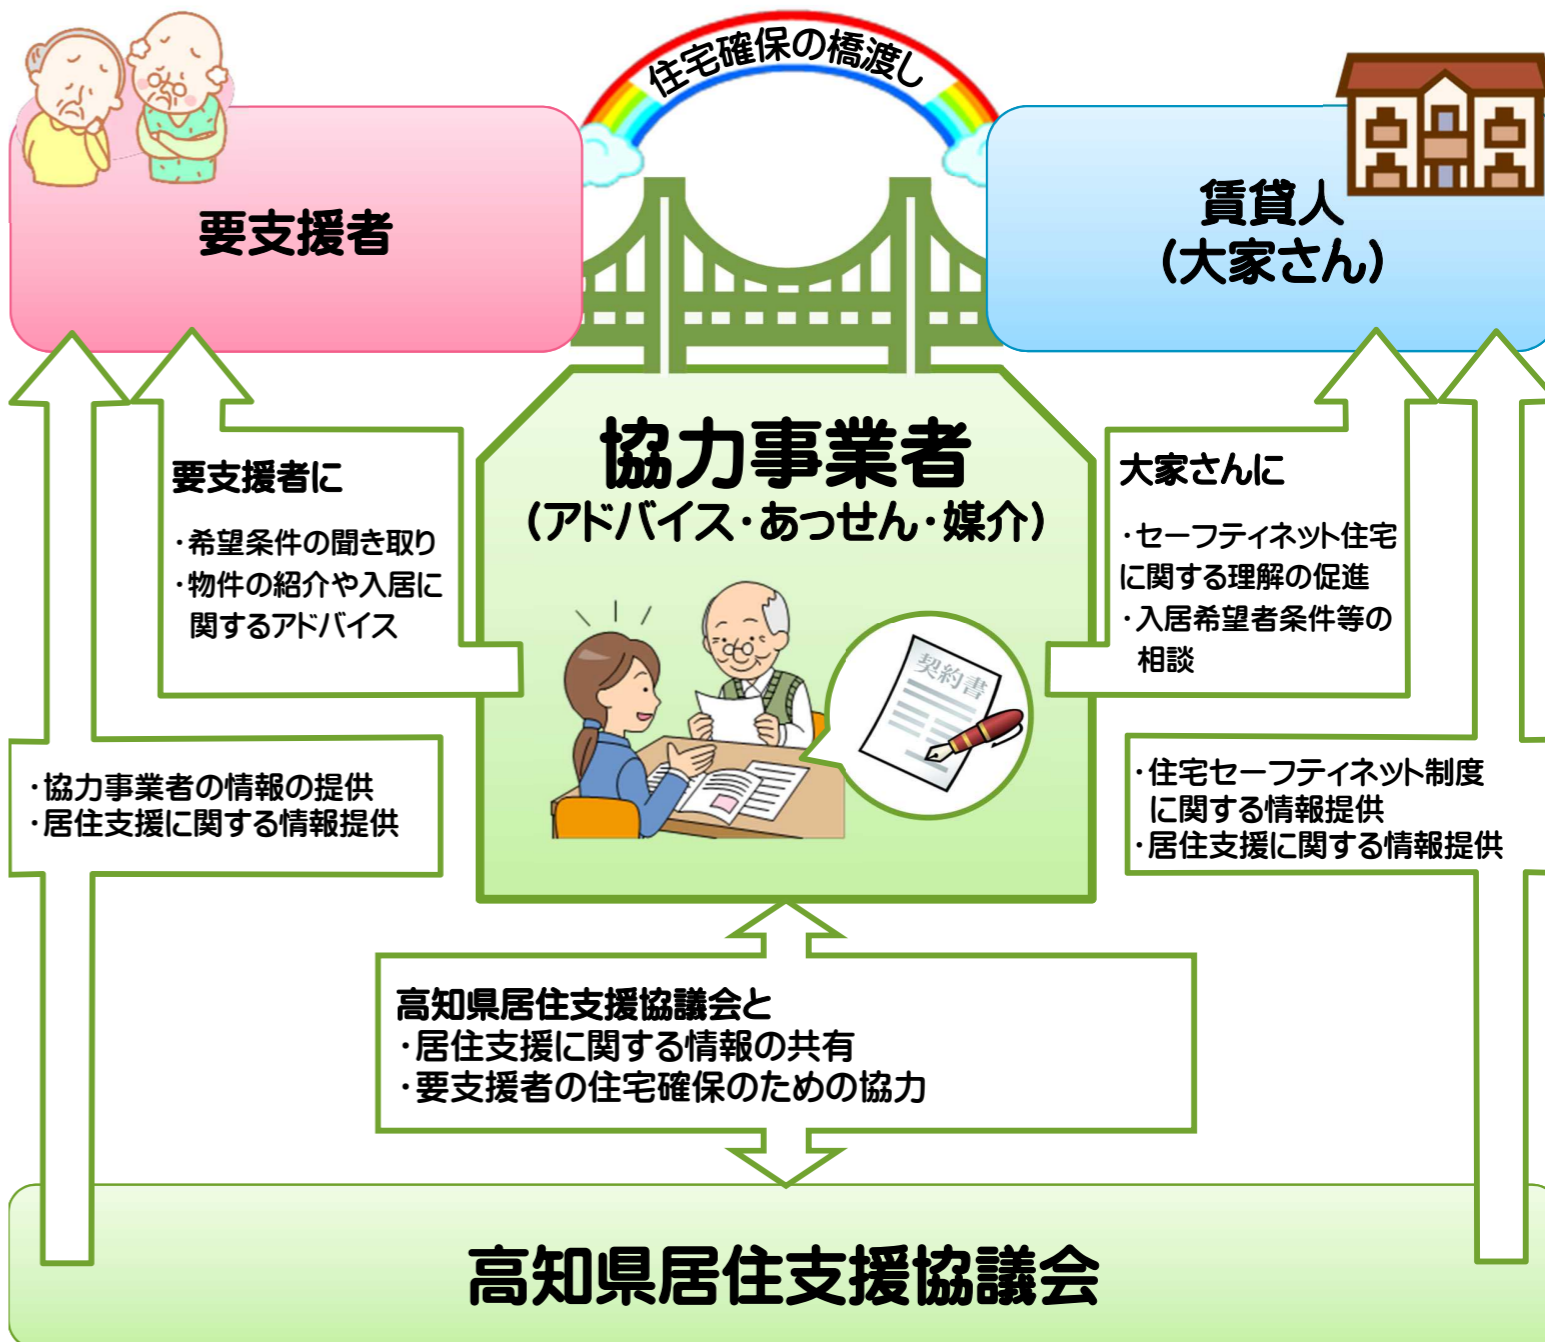 住宅確保の橋渡し
要支援者
賃貸人
（大家さん）
協力事業者
（アドバイス・あっせん・媒介）
要支援者に
・希望条件の聞き取り
・物件の紹介や入居に
関するアドバイス
大家さんに
・セーフティネット住宅
に関する理解の促進
・入居希望者条件等の
相談
契約書
・協力事業者の情報の提供
・居住支援に関する情報提供
・住宅セーフティネット制度
に関する情報提供
・居住支援に関する情報提供
高知県居住支援協議会と
・居住支援に関する情報の共有
・要支援者の住宅確保のための協力
高知県居住支援協議会